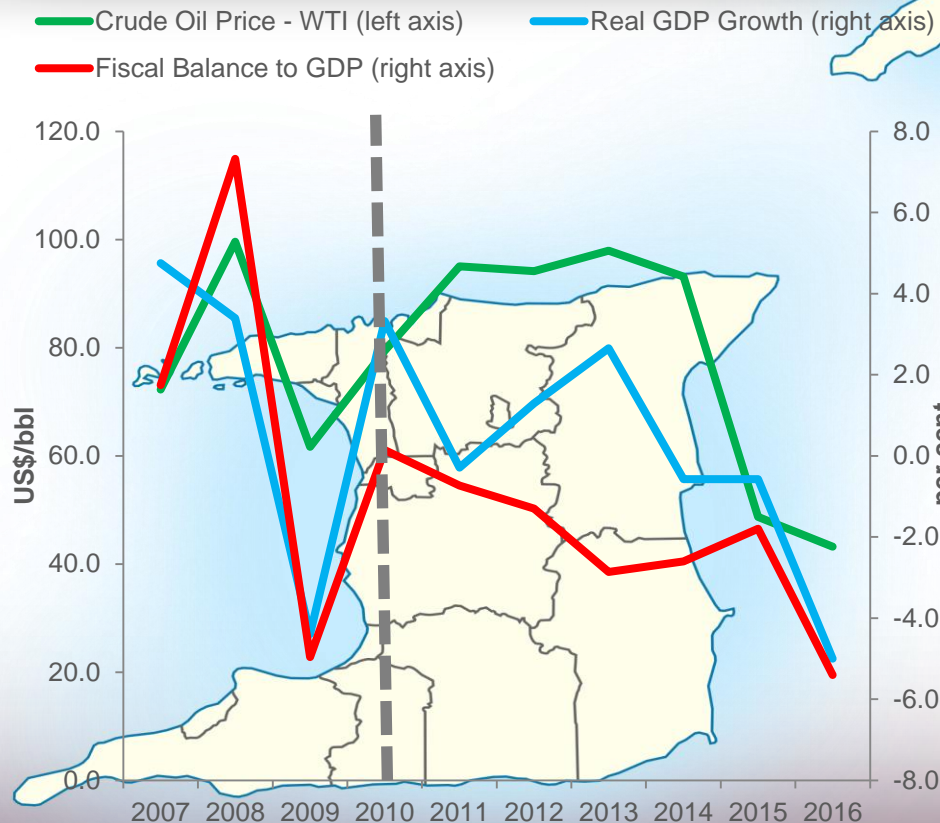 Crude Oil Price - WTI (left axis)
Real GDP Growth (right axis)
Fiscal Balance to GDP (right axis)
120.0
100.0
80.0
60.0
40.0
20.0
0.0
US$/bbl
8.0
6.0
4.0
2.0
0.0
-2.0
-4.0
-6.0
-8.0
per cent
2007 2008 2009 2010 2011 2012 2013 2014 2015 2016